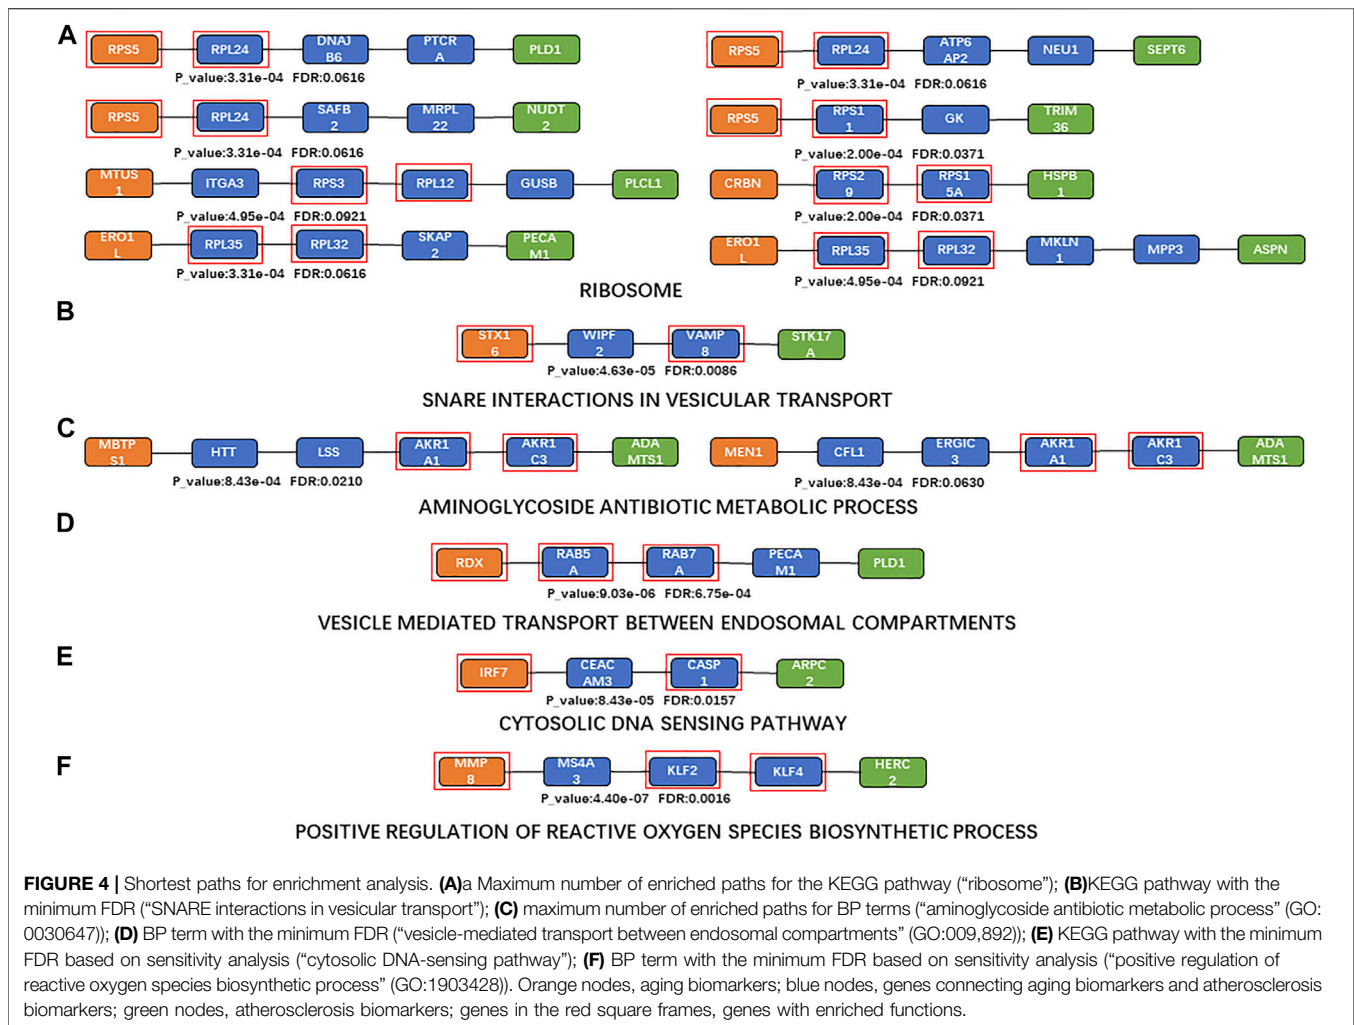 A
RPS5 RPL24 DNAJ B6 PTCR A PLD1
P_value:3.31e-04 FDR:0.0616
RPS5 RPL24 ATP6 AP2 NEU1 SEPT6
P_value:3.31e-04 FDR:0.0616
RPS5 RPL24 SAFB 2 MRPL 22 NUDT 2
P_value:3.31e-04 FDR:0.0616
RPS5 RPS1 1 GK TRIM 36
P_value:2.00e-04 FDR:0.0371
MTUS 1 ITGA3 RPS3 RPL12 GUSB PLCL1
P_value:4.95e-04 FDR:0.0921
CRBN RPS2 9 RPS1 5A HSPB 1
P_value:2.00e-04 FDR:0.0371
ERO1 L RPL35 RPL32 SKAP 2 PECA M1
P_value:3.31e-04 FDR:0.0616
ERO1 L RPL35 RPL32 MKLN 1 MPP3 ASPN
P_value:4.95e-04 FDR:0.0921
RIBOSOME
B
STX1 6 WIPF 2 VAMP 8 STK17 A
P_value:4.63e-05 FDR:0.0086
SNARE INTERACTIONS IN VESICULAR TRANSPORT
C
MBTP S1 HTT LSS AKR1 A1 AKR1 C3 ADA MTS1
P_value:8.43e-04 FDR:0.0210
MEN1 CFL1 ERGIC 3 AKR1 A1 AKR1 C3 ADA MTS1
P_value:8.43e-04 FDR:0.0630
AMINOGLYCOSIDE ANTIBIOTIC METABOLIC PROCESS
D
RDX RAB5 A RAB7 A PECA M1 PLD1
P_value:9.03e-06 FDR:6.75e-04
VESICLE MEDIATED TRANSPORT BETWEEN ENDOSOMAL COMPARTMENTS
E
IRF7 CEAC AM3 CASP 1 ARPC 2
P_value:8.43e-05 FDR:0.0157
CYTOSOLIC DNA SENSING PATHWAY
F
MMP 8 MS4A 3 KLF2 KLF4 HERC 2
P_value:4.40e-07 FDR:0.0016
POSITIVE REGULATION OF REACTIVE OXYGEN SPECIES BIOSYNTHETIC PROCESS
FIGURE 4 | Shortest paths for enrichment analysis. (A)a Maximum number of enriched paths for the KEGG pathway (“ribosome”); (B)KEGG pathway with the
minimum FDR (“SNARE interactions in vesicular transport”); (C) maximum number of enriched paths for BP terms (“aminoglycoside antibiotic metabolic process” (GO:
0030647)); (D) BP term with the minimum FDR (“vesicle-mediated transport between endosomal compartments” (GO:009,892)); (E) KEGG pathway with the minimum
FDR based on sensitivity analysis (“cytosolic DNA-sensing pathway”); (F) BP term with the minimum FDR based on sensitivity analysis (“positive regulation of
reactive oxygen species biosynthetic process” (GO:1903428)). Orange nodes, aging biomarkers; blue nodes, genes connecting aging biomarkers and atherosclerosis
biomarkers; green nodes, atherosclerosis biomarkers; genes in the red square frames, genes with enriched functions.